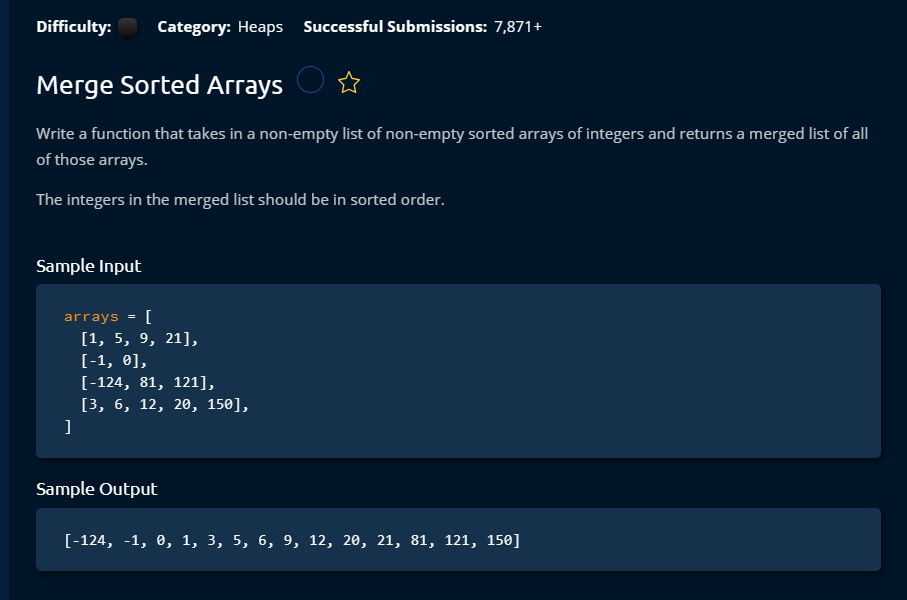 Difficulty: Category: Heaps Successful Submissions: 7,871+
Merge Sorted Arrays
Write a function that takes in a non-empty list of non-empty sorted arrays of integers and returns a merged list of all
of those arrays.
The integers in the merged list should be in sorted order.
Sample Input
arrays = [
  [1, 5, 9, 21],
  [-1, 0],
  [-124, 81, 121],
  [3, 6, 12, 20, 150],
]
Sample Output
[-124, -1, 0, 1, 3, 5, 6, 9, 12, 20, 21, 81, 121, 150]